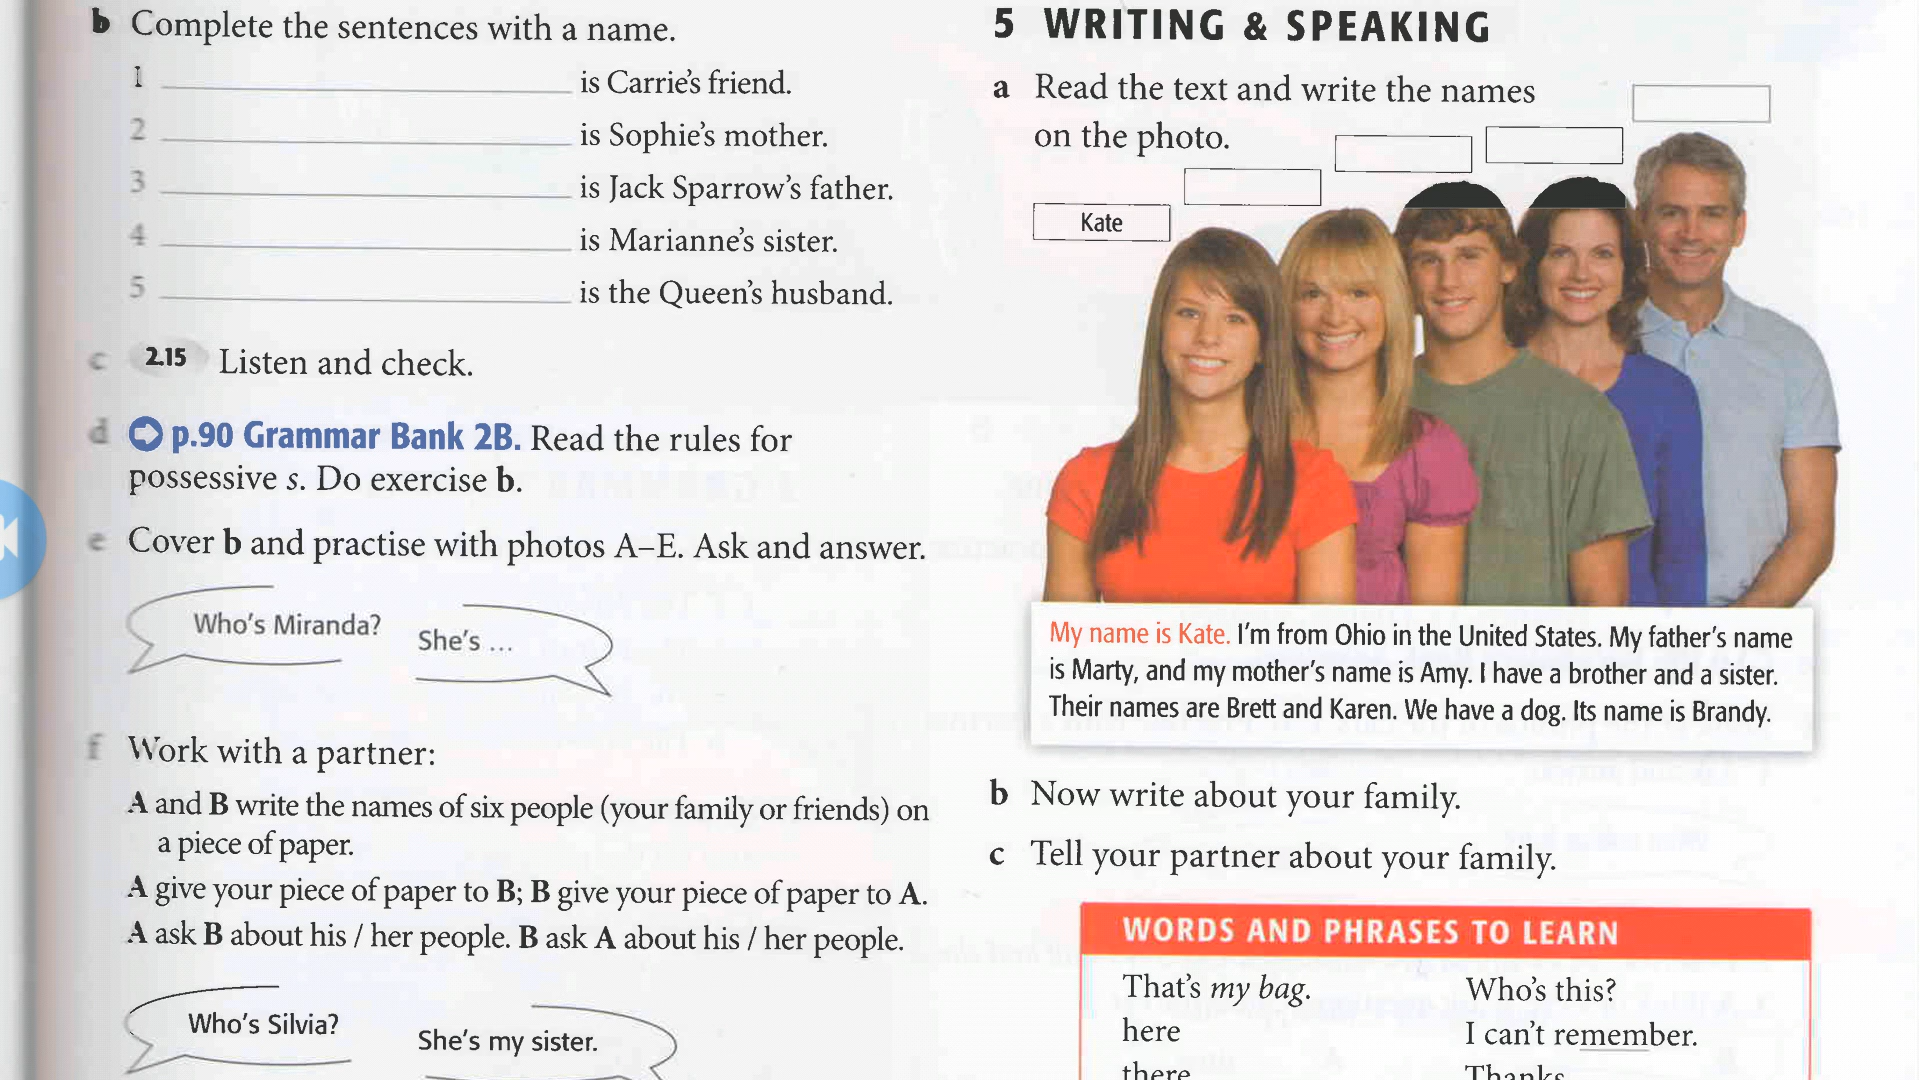 b Complete the sentences with a name.
1 is Carrie's friend.
2 is Sophie's mother.
3 is Jack Sparrow's father.
4 is Marianne's sister.
5 is the Queen's husband.
c 2.15 Listen and check.
d p.90 Grammar Bank 2B. Read the rules for
possessive s. Do exercise b.
e Cover b and practise with photos A–E. Ask and answer.
Who's Miranda?
She's ...
f Work with a partner:
A and B write the names of six people (your family or friends) on
a piece of paper.
A give your piece of paper to B; B give your piece of paper to A.
A ask B about his / her people. B ask A about his / her people.
Who's Silvia?
She's my sister.
5 WRITING & SPEAKING
a Read the text and write the names
on the photo.
Kate
My name is Kate. I'm from Ohio in the United States. My father's name
is Marty, and my mother's name is Amy. I have a brother and a sister.
Their names are Brett and Karen. We have a dog. Its name is Brandy.
b Now write about your family.
c Tell your partner about your family.
WORDS AND PHRASES TO LEARN
That's my bag.
here
there
Who's this?
I can't remember.
Thanks